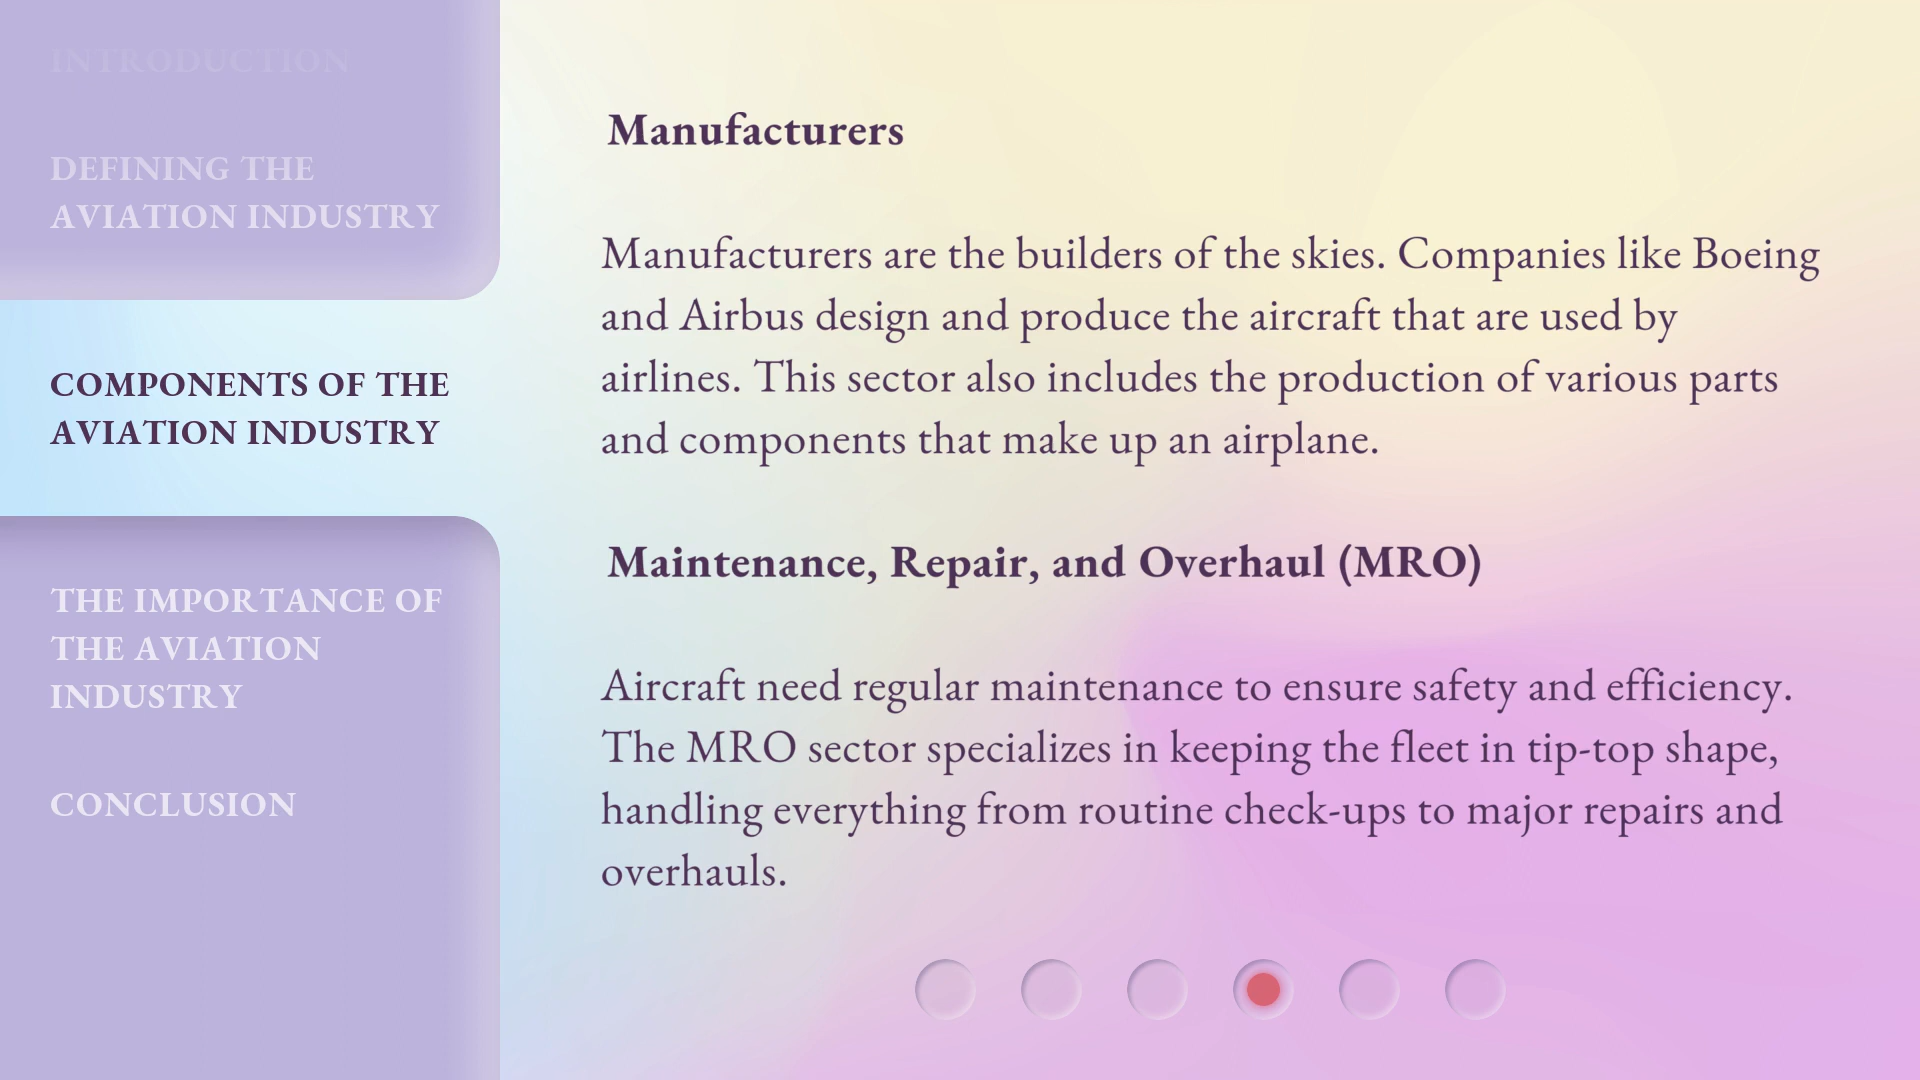 INTRODUCTION
DEFINING THE
AVIATION INDUSTRY
COMPONENTS OF THE
AVIATION INDUSTRY
THE IMPORTANCE OF
THE AVIATION
INDUSTRY
CONCLUSION
Manufacturers
Manufacturers are the builders of the skies. Companies like Boeing
and Airbus design and produce the aircraft that are used by
airlines. This sector also includes the production of various parts
and components that make up an airplane.
Maintenance, Repair, and Overhaul (MRO)
Aircraft need regular maintenance to ensure safety and efficiency.
The MRO sector specializes in keeping the fleet in tip-top shape,
handling everything from routine check-ups to major repairs and
overhauls.